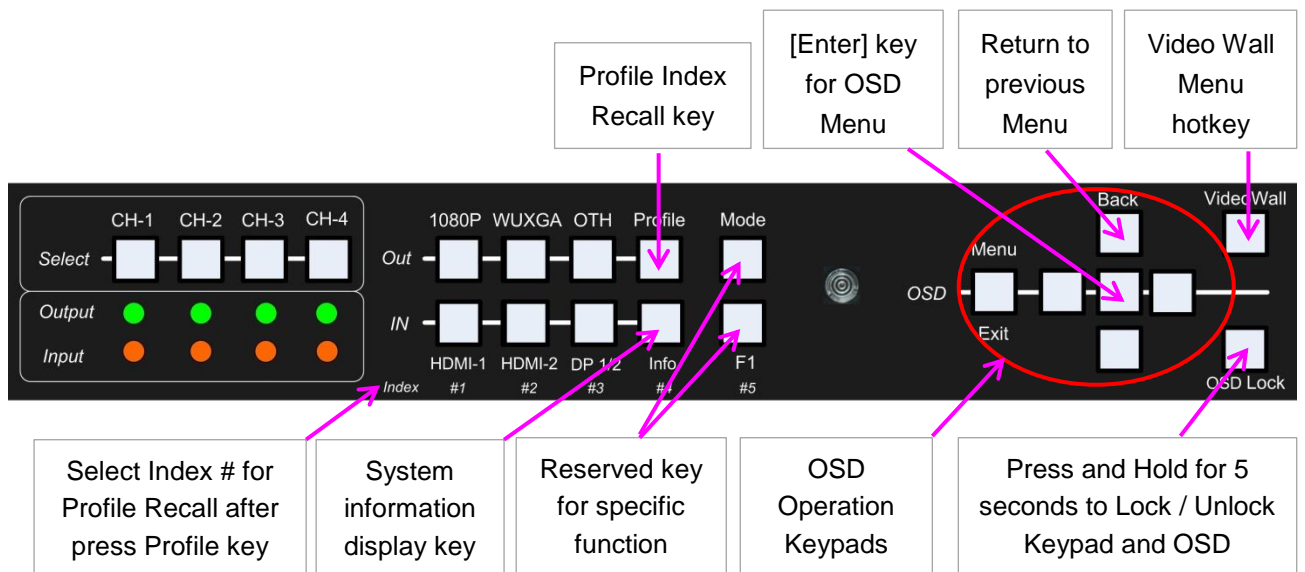 Profile Index
Recall key
[Enter] key
for OSD
Menu
Return to
previous
Menu
Video Wall
Menu
hotkey
CH-1 CH-2 CH-3 CH-4
Select
Output
Input
1080P WUXGA OTH Profile Mode
Out
IN
HDMI-1 HDMI-2 DP 1/2 Info F1
Index #1 #2 #3 #4 #5
Back
VideoWall
Menu
OSD
Exit
OSD Lock
Select Index # for
Profile Recall after
press Profile key
System
information
display key
Reserved key
for specific
function
OSD
Operation
Keypads
Press and Hold for 5
seconds to Lock / Unlock
Keypad and OSD